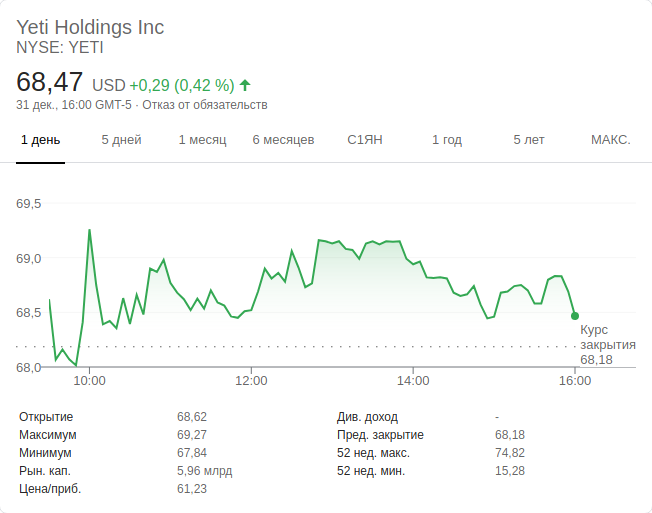 Yeti Holdings Inc
NYSE: YETI
68,47 USD +0,29 (0,42 %)
31 дек., 16:00 GMT-5 · Отказ от обязательств
1 день 5 дней 1 месяц 6 месяцев С1ЯН 1 год 5 лет МАКС.
69,5
69,0
68,5
Курс
закрытия
68,18
68,0
10:00 12:00 14:00 16:00
Открытие 68,62 Див. доход -
Максимум 69,27 Пред. закрытие 68,18
Минимум 67,84 52 нед. макс. 74,82
Рын. кап. 5,96 млрд 52 нед. мин. 15,28
Цена/приб. 61,23